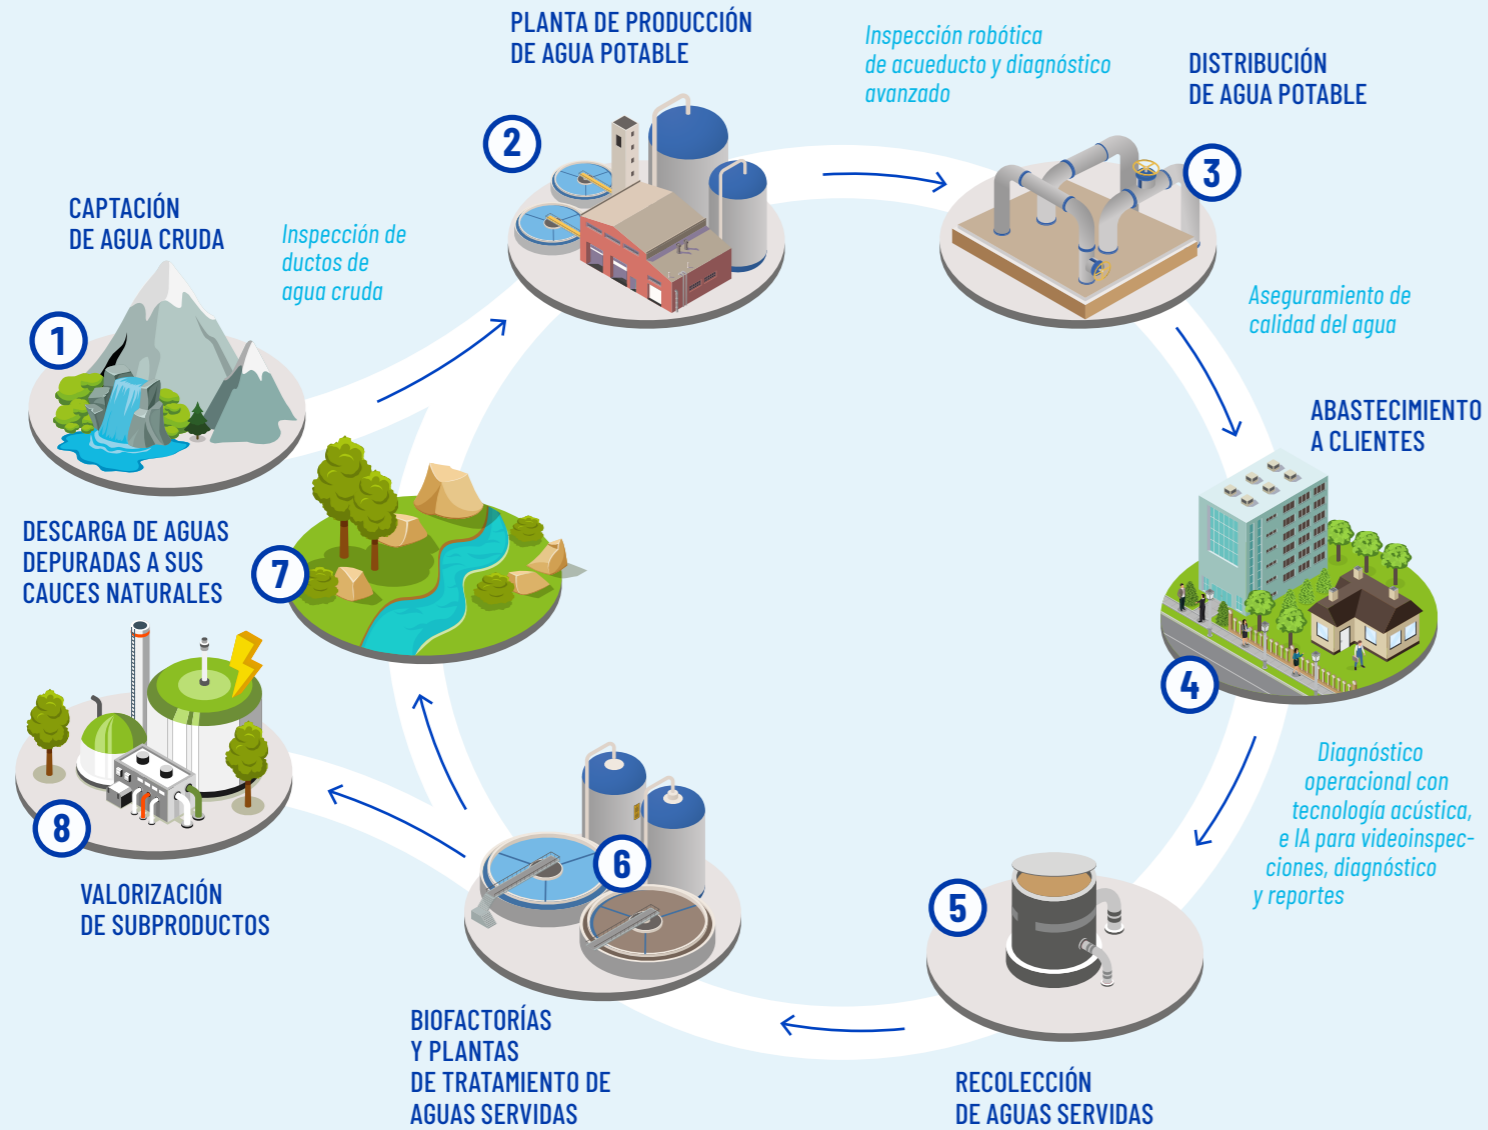 CAPTACIÓN
DE AGUA CRUDA
1
Inspección de
ductos de
agua cruda
PLANTA DE PRODUCCIÓN
DE AGUA POTABLE
2
Inspección robótica
de acueducto y diagnóstico
avanzado
DISTRIBUCIÓN
DE AGUA POTABLE
3
Aseguramiento de
calidad del agua
ABASTECIMIENTO
A CLIENTES
4
Diagnóstico
operacional con
tecnología acústica,
e IA para videoinspec-
ciones, diagnóstico
y reportes
5
RECOLECCIÓN
DE AGUAS SERVIDAS
6
BIOFACTORÍAS
Y PLANTAS
DE TRATAMIENTO DE
AGUAS SERVIDAS
DESCARGA DE AGUAS
DEPURADAS A SUS
CAUCES NATURALES
7
8
VALORIZACIÓN
DE SUBPRODUCTOS